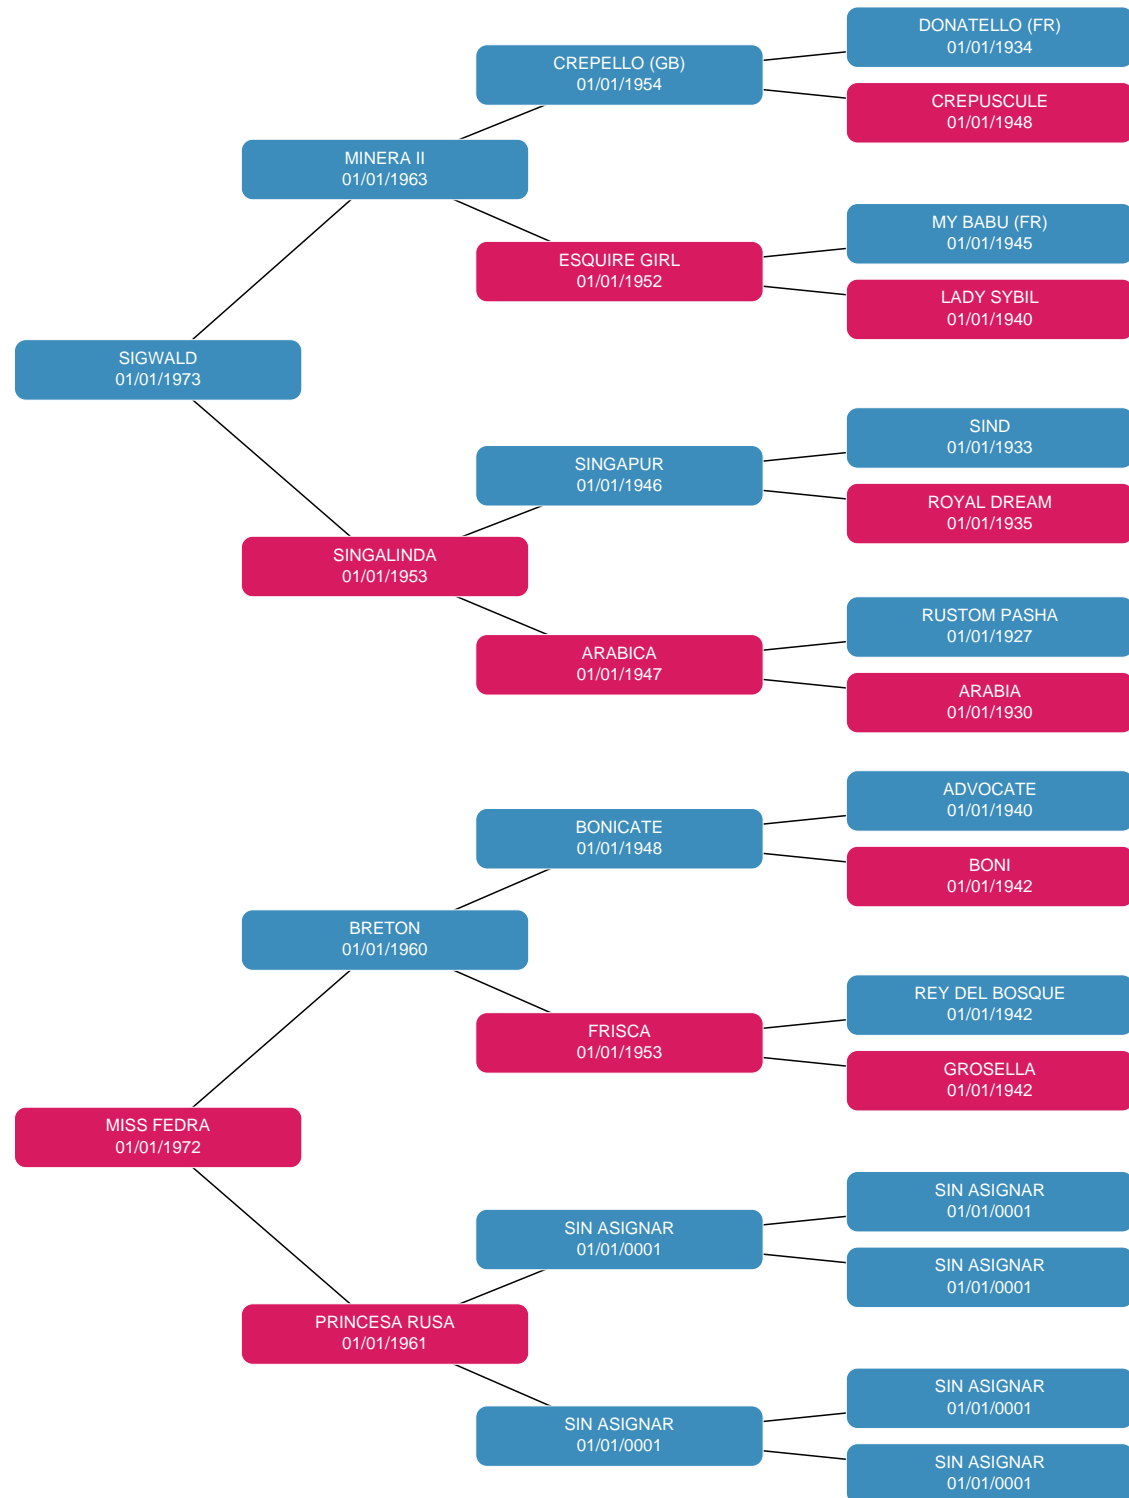 DONATELLO (FR)
01/01/1934
CREPELLO (GB)
01/01/1954
CREPUSCULE
01/01/1948
MINERA II
01/01/1963
MY BABU (FR)
01/01/1945
ESQUIRE GIRL
01/01/1952
LADY SYBIL
01/01/1940
SIGWALD
01/01/1973
SIND
01/01/1933
SINGAPUR
01/01/1946
ROYAL DREAM
01/01/1935
SINGALINDA
01/01/1953
RUSTOM PASHA
01/01/1927
ARABICA
01/01/1947
ARABIA
01/01/1930
ADVOCATE
01/01/1940
BONICATE
01/01/1948
BONI
01/01/1942
BRETON
01/01/1960
REY DEL BOSQUE
01/01/1942
FRISCA
01/01/1953
GROSELLA
01/01/1942
MISS FEDRA
01/01/1972
SIN ASIGNAR
01/01/0001
SIN ASIGNAR
01/01/0001
SIN ASIGNAR
01/01/0001
PRINCESA RUSA
01/01/1961
SIN ASIGNAR
01/01/0001
SIN ASIGNAR
01/01/0001
SIN ASIGNAR
01/01/0001